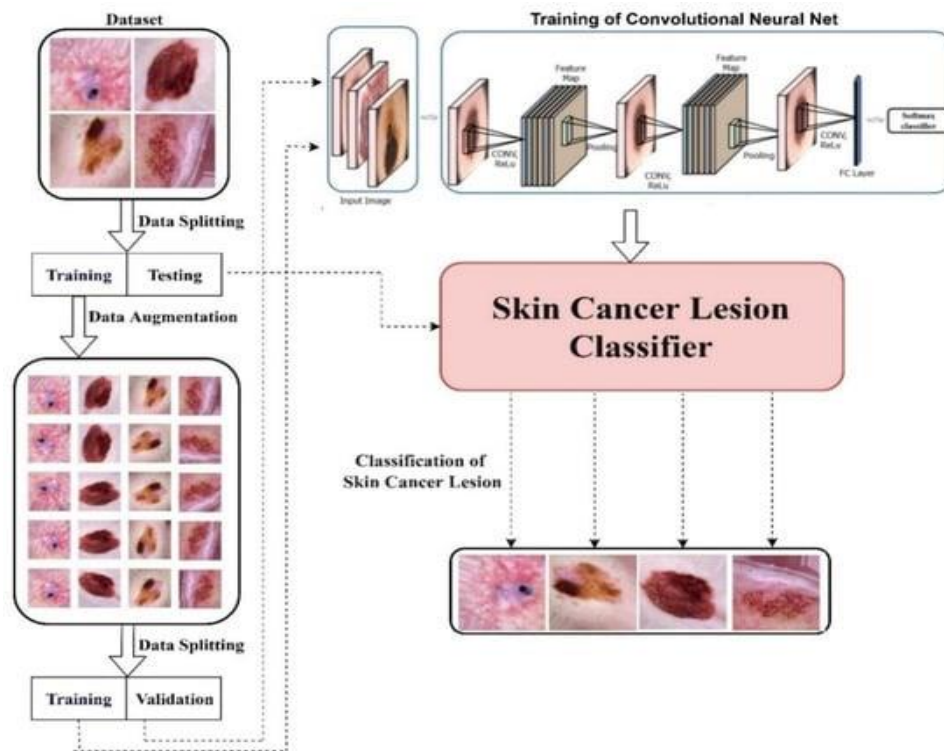 Dataset
Training of Convolutional Neural Net
Feature
Map
Feature
Map
CONV,
ReLu
Pooling
CONV,
ReLu
Pooling
CONV,
ReLu
FC Layer
Softmax
classifier
Input Image
Data Splitting
Training
Testing
Data Augmentation
Skin Cancer Lesion
Classifier
Classification of
Skin Cancer Lesion
Data Splitting
Training
Validation